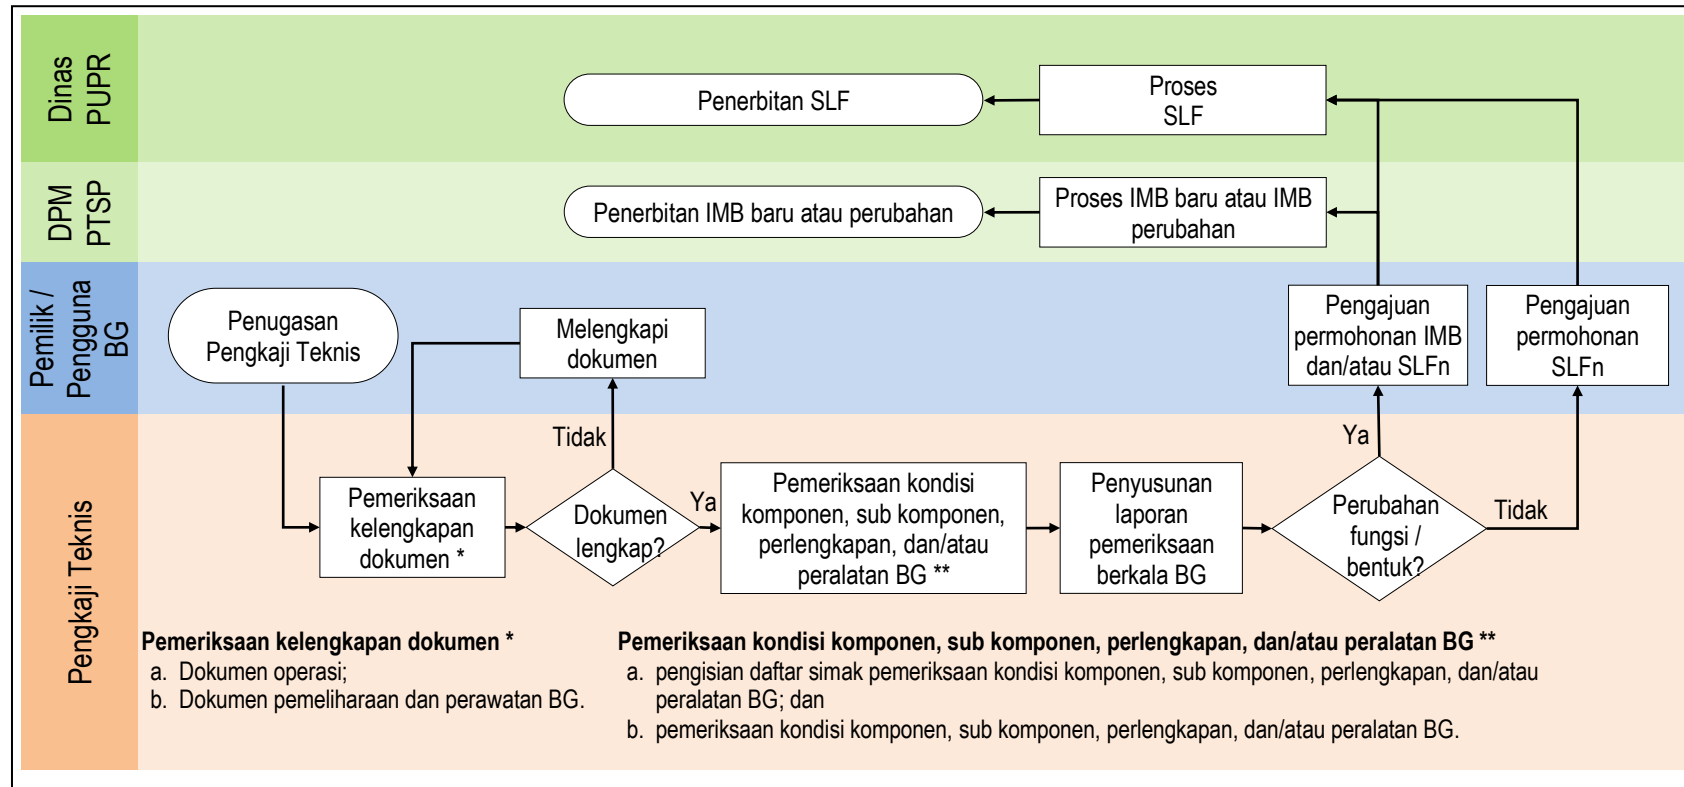 Dinas
PUPR
Penerbitan SLF
Proses
SLF
DPM
PTSP
Penerbitan IMB baru atau perubahan
Proses IMB baru atau IMB
perubahan
Pemilik /
Pengguna
BG
Penugasan
Pengkaji Teknis
Melengkapi
dokumen
Pengajuan
permohonan IMB
dan/atau SLFn
Pengajuan
permohonan
SLFn
Pengkaji Teknis
Pemeriksaan
kelengkapan
dokumen *
Tidak
Dokumen
lengkap?
Ya
Pemeriksaan kondisi
komponen, sub komponen,
perlengkapan, dan/atau
peralatan BG **
Penyusunan
laporan
pemeriksaan
berkala BG
Ya
Perubahan
fungsi /
bentuk?
Tidak
Pemeriksaan kelengkapan dokumen *
a. Dokumen operasi;
b. Dokumen pemeliharaan dan perawatan BG.
Pemeriksaan kondisi komponen, sub komponen, perlengkapan, dan/atau peralatan BG **
a. pengisian daftar simak pemeriksaan kondisi komponen, sub komponen, perlengkapan, dan/atau
peralatan BG; dan
b. pemeriksaan kondisi komponen, sub komponen, perlengkapan, dan/atau peralatan BG.